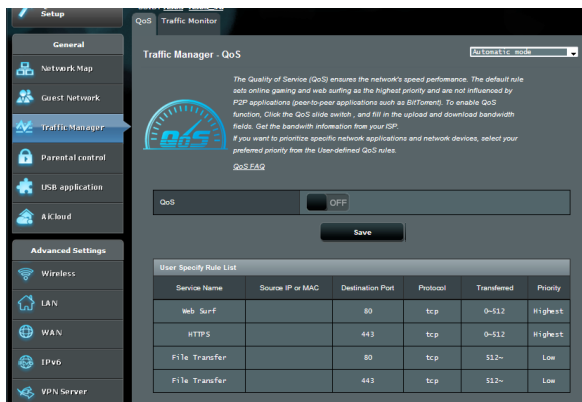 Setup
General
Network Map
Guest Network
Traffic Manager
Parental control
USB application
AiCloud
Advanced Settings
Wireless
LAN
WAN
IPv6
VPN Server
QoS Traffic Monitor
Traffic Manager - QoS
Automatic mode
The Quality of Service (QoS) ensures the network's speed perfomance. The default rule
sets online gaming and web surfing as the highest priority and are not influenced by
P2P applications (peer-to-peer applications such as BitTorrent). To enable QoS
function, Click the QoS slide switch , and fill in the upload and download bandwidth
fields. Get the bandwith information from your ISP.
If you want to prioritize specific network applications and network devices, select your
preferred priority from the User-defined QoS rules.
QoS FAQ
QoS
QoS OFF
Save
User Specify Rule List
Service Name Source IP or MAC Destination Port Protocol Transferred Priority
Web Surf 80 tcp 0~512 Highest
HTTPS 443 tcp 0~512 Highest
File Transfer 80 tcp 512~ Low
File Transfer 443 tcp 512~ Low